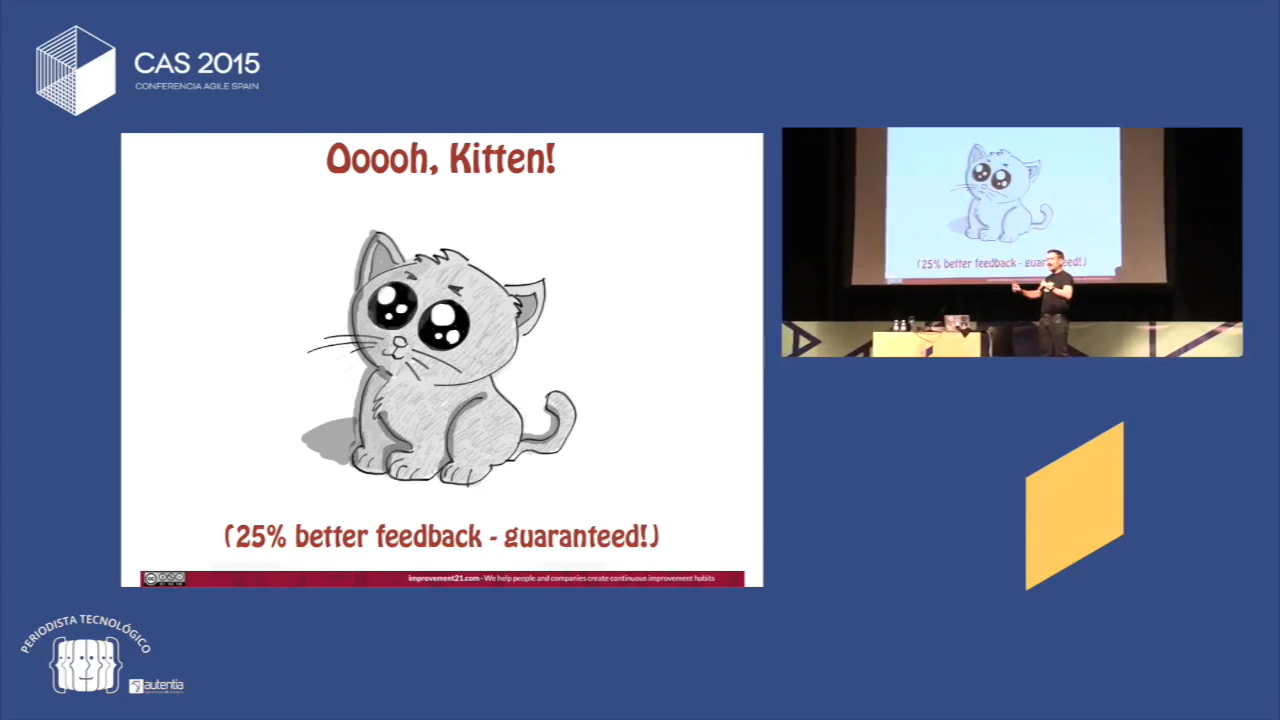 CAS 2015
CONFERENCIA AGILE SPAIN
Ooooh, Kitten!
(25% better feedback - guaranteed!)
improvement21.com - We help people and companies create continuous improvement habits
(25% better feedback - guaranteed!)
PERIODISTA TECNOLÓGICO
autentia